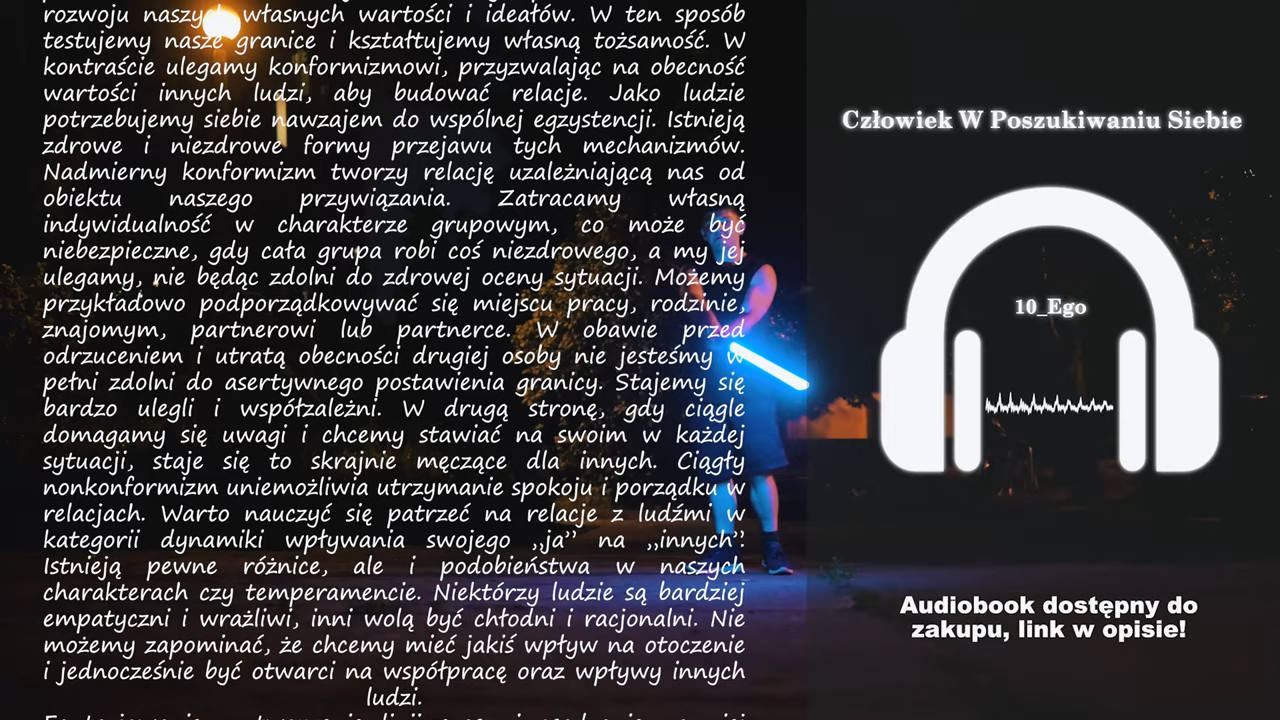 rozwoju naszych własnych wartości i ideałów. W ten sposób
testujemy nasze granice i kształtujemy własną tożsamość. W
kontraście ulegamy konformizmowi, przyzwalając na obecność
wartości innych ludzi, aby budować relacje. Jako ludzie
potrzebujemy siebie nawzajem do wspólnej egzystencji. Istnieją
zdrowe i niezdrowe formy przejawu tych mechanizmów.
Nadmierny konformizm tworzy relację uzależniającą nas od
obiektu naszego przywiązania. Zatracamy własną
indywidualność w charakterze grupowym, co może być
niebezpieczne, gdy cała grupa robi coś niezdrowego, a my jej
ulegamy, nie będąc zdolni do zdrowej oceny sytuacji. Możemy
przykładowo podporządkowywać się miejscu pracy, rodzinie,
znajomym, partnerowi lub partnerce. W obawie przed
odrzuceniem i utratą obecności drugiej osoby nie jesteśmy w
pełni zdolni do asertywnego postawienia granicy. Stajemy się
bardzo ulegli i współzależni. W drugą stronę, gdy ciągle
domagamy się uwagi i chcemy stawiać na swoim w każdej
sytuacji, staje się to skrajnie męczące dla innych. Ciągły
nonkonformizm uniemożliwia utrzymanie spokoju i porządku w
relacjach. Warto nauczyć się patrzeć na relacje z ludźmi w
kategorii dynamiki wpływania swojego „ja” na „innych”.
Istnieją pewne różnice, ale i podobieństwa w naszych
charakterach czy temperamencie. Niektórzy ludzie są bardziej
empatyczni i wrażliwi, inni wolą być chłodni i racjonalni. Nie
możemy zapominać, że chcemy mieć jakiś wpływ na otoczenie
i jednocześnie być otwarci na współpracę oraz wpływy innych
ludzi.
Człowiek W Poszukiwaniu Siebie
10_Ego
Audiobook dostępny do
zakupu, link w opisie!